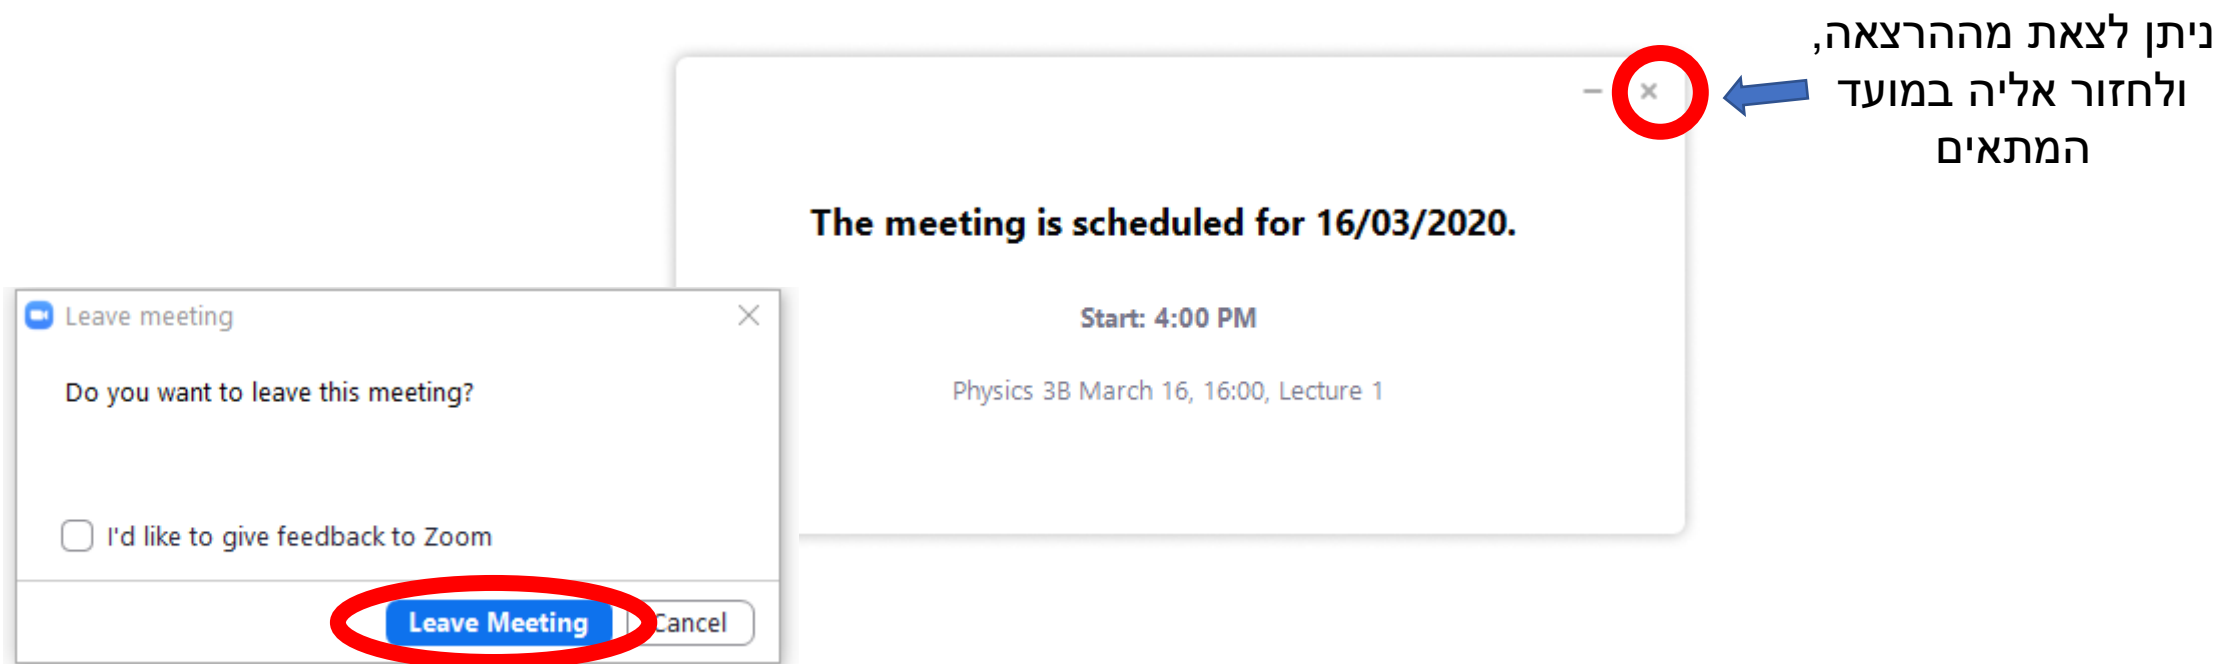 ניתן לצאת מההרצאה,
ולחזור אליה במועד
המתאים
The meeting is scheduled for 16/03/2020.
Start: 4:00 PM
Physics 3B March 16, 16:00, Lecture 1
Leave meeting
Do you want to leave this meeting?
I'd like to give feedback to Zoom
Leave Meeting
Cancel